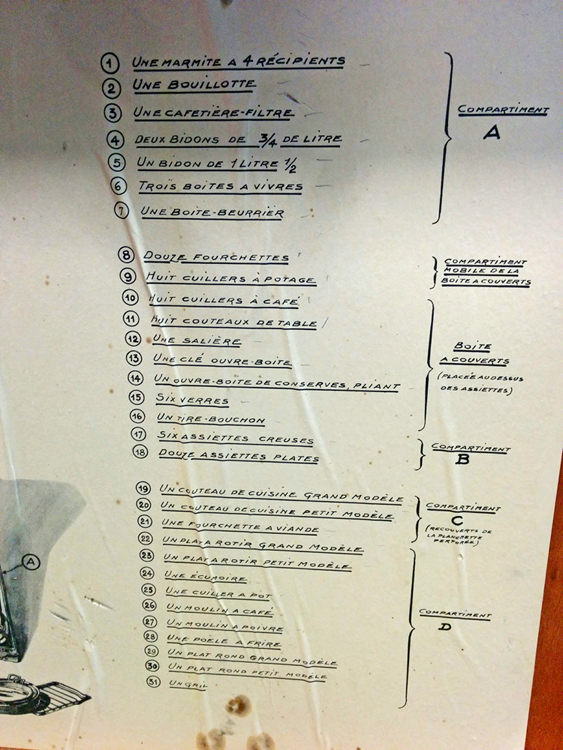 1 UNE MARMITE A 4 RÉCIPIENTS
2 UNE BOUILLOTTE
3 UNE CAFETIÈRE-FILTRE
4 DEUX BIDONS DE 3/4 DE LITRE
5 UN BIDON DE 1 LITRE 1/2
6 TROIS BOITES A VIVRES
7 UNE BOITE-BEURRIER
COMPARTIMENT
A
8 DOUZE FOURCHETTES
9 HUIT CUILLERS À POTAGE
COMPARTIMENT
MOBILE DE LA
BOITE A COUVERTS
10 HUIT CUILLERS À CAFÉ
11 HUIT COUTEAUX DE TABLE
12 UNE SALIÈRE
13 UNE CLÉ OUVRE-BOITE
14 UN OUVRE-BOITE DE CONSERVES, PLIANT
15 SIX VERRES
16 UN TIRE-BOUCHON
BOITE
A COUVERTS
(PLACÉE AU DESSUS
DES ASSIETTES)
17 SIX ASSIETTES CREUSES
18 DOUZE ASSIETTES PLATES
COMPARTIMENT
B
19 UN COUTEAU DE CUISINE GRAND MODÈLE
20 UN COUTEAU DE CUISINE PETIT MODÈLE
21 UNE FOURCHETTE A VIANDE
COMPARTIMENT
C
(RECOUVERTS DE
LA PLANCHETTE
PERFORÉE)
22 UN PLAT A ROTIR GRAND MODÈLE
23 UN PLAT A ROTIR PETIT MODÈLE
24 UNE ÉCUMOIRE
25 UNE CUILLER A POT
26 UN MOULIN A CAFÉ
27 UN MOULIN A POIVRE
28 UNE POÊLE A FRIRE
29 UN PLAT ROND GRAND MODÈLE
30 UN PLAT ROND PETIT MODÈLE
31 UN GRIL
COMPARTIMENT
D
A